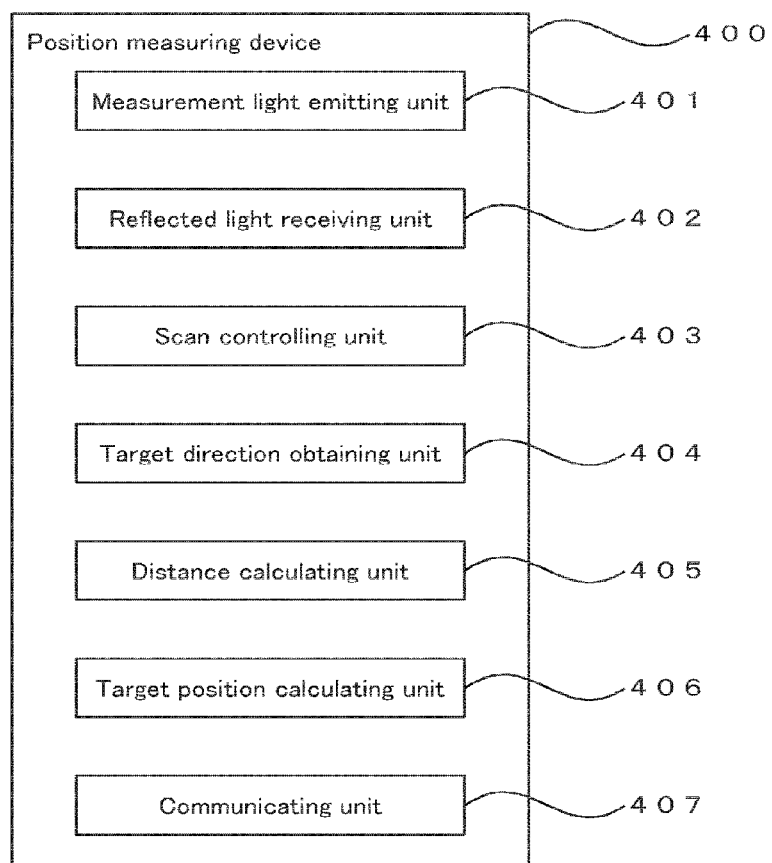 Position measuring device
400
Measurement light emitting unit
401
Reflected light receiving unit
402
Scan controlling unit
403
Target direction obtaining unit
404
Distance calculating unit
405
Target position calculating unit
406
Communicating unit
407